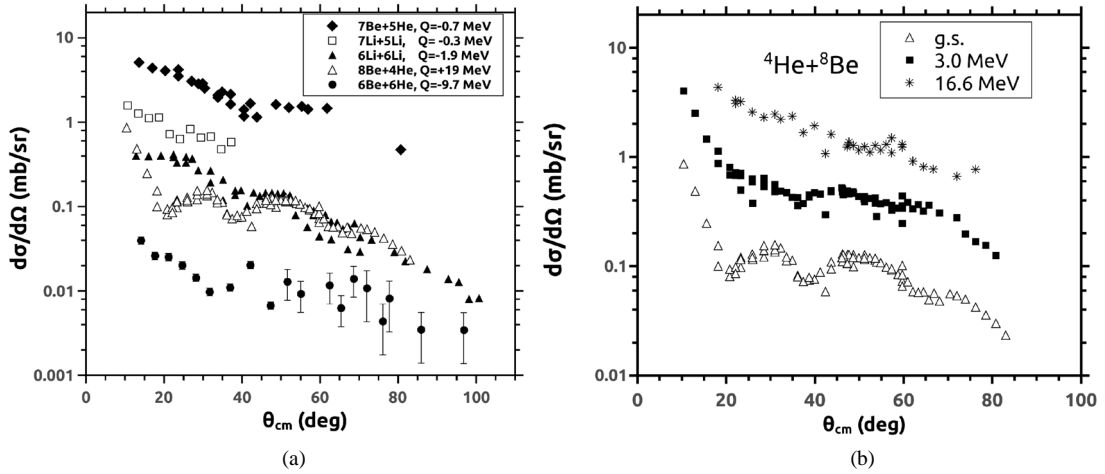 7Be+5He, Q=-0.7 MeV
7Li+5Li, Q= -0.3 MeV
6Li+6Li, Q=-1.9 MeV
8Be+4He, Q=+19 MeV
6Be+6He, Q=-9.7 MeV
dσ/dΩ (mb/sr)
10
1
0.1
0.01
0.001
0 20 40 60 80 100
θcm (deg)
(a)
⁴He+⁸Be
g.s.
3.0 MeV
16.6 MeV
dσ/dΩ (mb/sr)
10
1
0.1
0.01
0 20 40 60 80 100
θcm (deg)
(b)